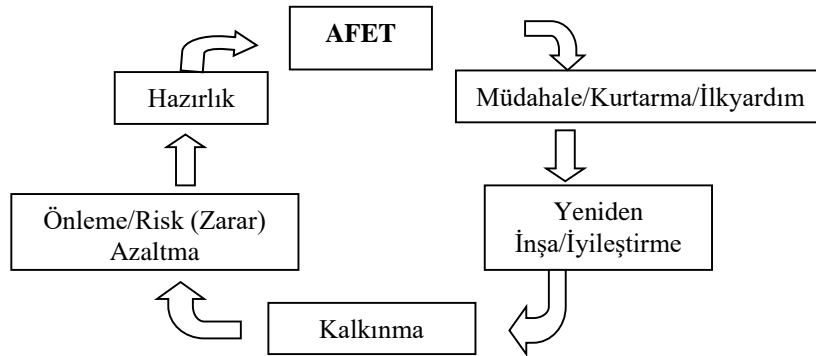 AFET
Hazırlık
Müdahale/Kurtarma/İlkyardım
Önleme/Risk (Zarar)
Azaltma
Yeniden
İnşa/İyileştirme
Kalkınma